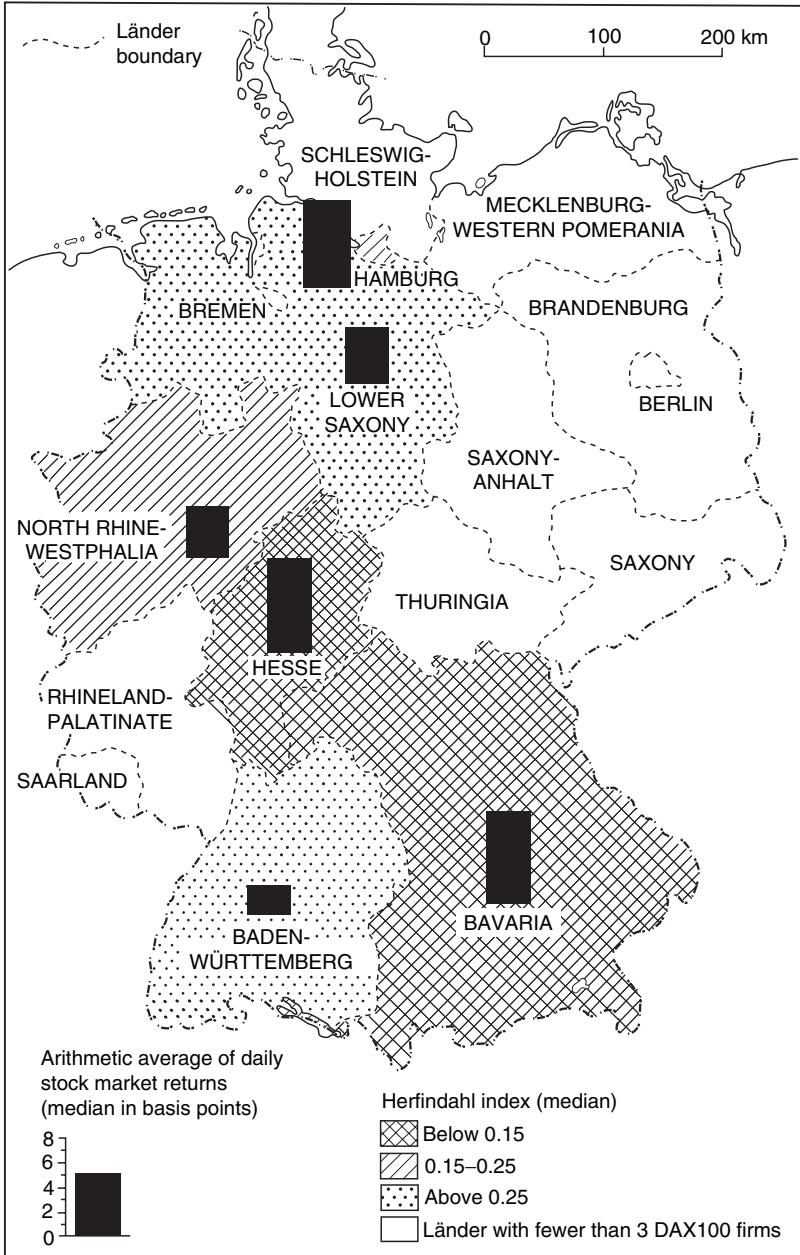 Länder
boundary
0 100 200 km
SCHLESWIG-
HOLSTEIN
MECKLENBURG-
WESTERN POMERANIA
HAMBURG
BREMEN
BRANDENBURG
LOWER
SAXONY
BERLIN
SAXONY-
ANHALT
NORTH RHINE-
WESTPHALIA
SAXONY
THURINGIA
HESSE
RHINELAND-
PALATINATE
SAARLAND
BAVARIA
BADEN-
WÜRTTEMBERG
Arithmetic average of daily
stock market returns
(median in basis points)
8
6
4
2
0
Herfindahl index (median)
Below 0.15
0.15–0.25
Above 0.25
Länder with fewer than 3 DAX100 firms